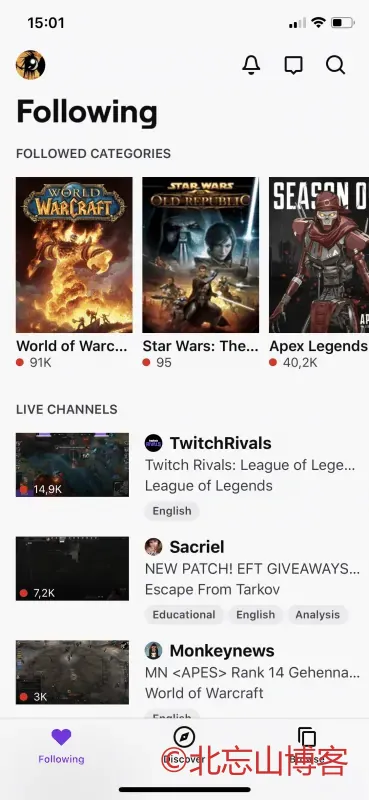 15:01
Following
FOLLOWED CATEGORIES
WORLD
WARCRAFT
STAR WARS
OLD REPUBLIC
SEASON 0
World of Warc...
Star Wars: The...
Apex Legends
91K
95
40,2K
LIVE CHANNELS
TwitchRivals
Twitch Rivals: League of Lege...
League of Legends
14,9K
English
Sacriel
NEW PATCH! EFT GIVEAWAYS...
Escape From Tarkov
7,2K
Educational
English
Analysis
Monkeynews
MN <APES> Rank 14 Gehenna...
World of Warcraft
3K
English
Following
Discover
Browse
©北忘山博客